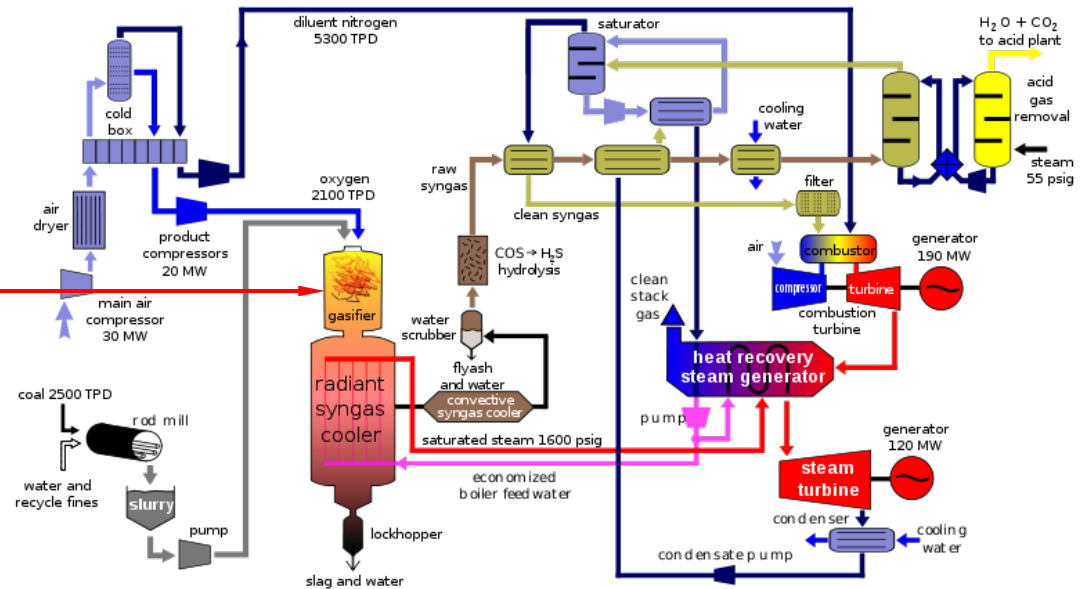 diluent nitrogen
5300 TPD
saturator
H₂O + CO₂
to acid plant
cold
box
cooling
water
acid
gas
removal
steam
55 psig
raw
syngas
oxygen
2100 TPD
filter
clean syngas
air
dryer
product
compressors
20 MW
COS→H₂S
hydrolysis
air
combustor
generator
190 MW
compressor
turbine
combustion
turbine
clean
stack
gas
main air
compressor
30 MW
gasifier
water
scrubber
flyash
and water
heat recovery
steam generator
radiant
syngas
cooler
convective
syngas cooler
pump
coal 2500 TPD
rod mill
saturated steam 1600 psig
generator
120 MW
steam
turbine
water and
recycle fines
economized
boiler feed water
slurry
pump
lockhopper
condenser
cooling
water
condensate pump
slag and water